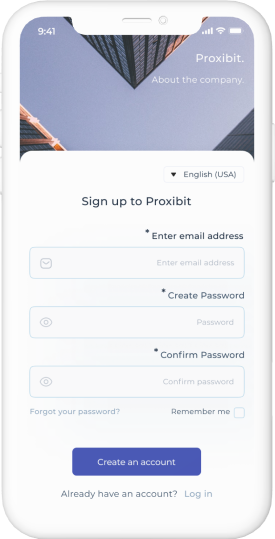 9:41
Proxibit.
About the company.
English (USA)
Sign up to Proxibit
* Enter email address
Enter email address
* Create Password
Password
* Confirm Password
Confirm password
Forgot your password? Remember me
Create an account
Already have an account? Log in